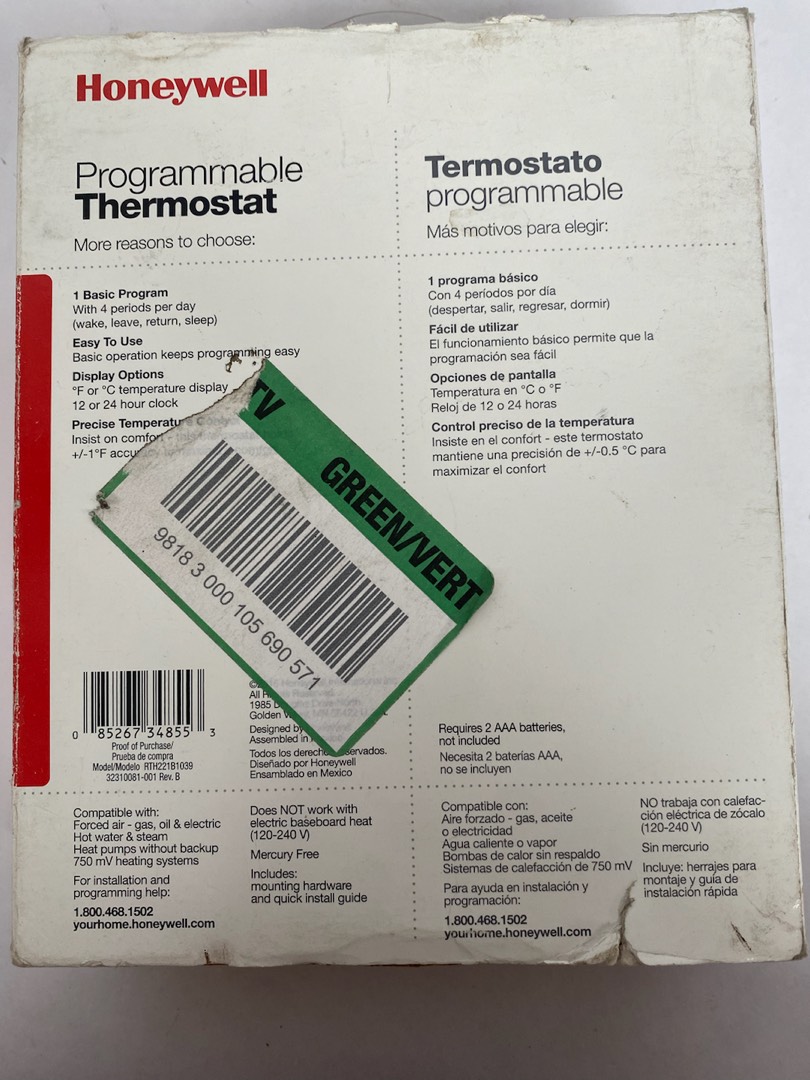 Honeywell
Programmable
Thermostat
More reasons to choose:
1 Basic Program
With 4 periods per day
(wake, leave, return, sleep)
Easy To Use
Basic operation keeps programming easy
Display Options
°F or °C temperature display
12 or 24 hour clock
Precise Temperature
Insist on comfort
+/-1°F
Termostato
programmable
Más motivos para elegir:
1 programa básico
Con 4 períodos por dia
(despertar, salir, regresar, dormir)
Fácil de utilizar
El funcionamiento básico permite que la
programación sea fácil
Opciones de pantalla
Temperatura en °C o °F
Reloj de 12 o 24 horas
Control preciso de la temperatura
Insiste en el confort - este termostato
mantiene una precisión de +/-0.5 °C para
maximizar el confort
TV
GREEN/VERT
9818 3 000 105 690 571
0 85267 34855 3
Proof of Purchase/
Prueba de compra
Model/Modelo RTH221B1039
32310081-001 Rev. B
All
1985
Golden
Designed by
Assembled in
Todos los
Diseñado por Honeywell
Ensamblado en Mexico
Requires 2 AAA batteries,
not included
Necesita 2 baterías AAA,
no se incluyen
Compatible with:
Forced air - gas, oil & electric
Hot water & steam
Heat pumps without backup
750 mV heating systems
For installation and
programming help:
1.800.468.1502
yourhome.honeywell.com
Does NOT work with
electric baseboard heat
(120-240 V)
Mercury Free
Includes:
mounting hardware
and quick install guide
Compatible con:
Aire forzado - gas, aceite
o electricidad
Agua caliente o vapor
Bombas de calor sin respaldo
Sistemas de calefacción de 750 mV
Para ayuda en instalación y
programación:
1.800.468.1502
yourhome.honeywell.com
NO trabaja con calefac-
ción eléctrica de zócalo
(120-240 V)
Sin mercurio
Incluye: herrajes para
montaje y guía de
instalación rápida